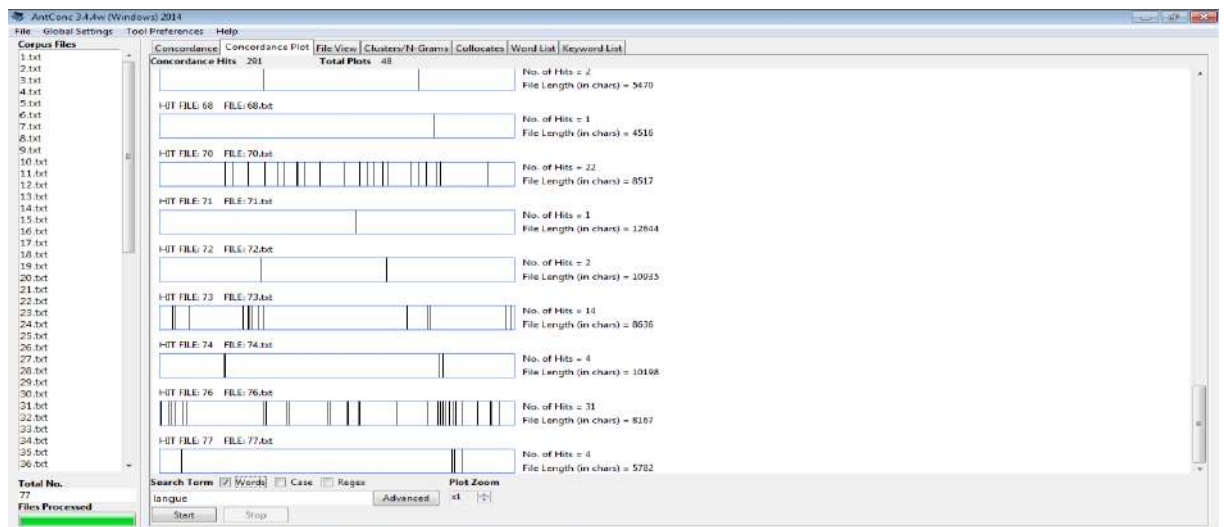 AntConc 3.4.4w (Windows) 2014
File Global Settings Tool Preferences Help
Corpus Files
1.txt
2.txt
3.txt
4.txt
5.txt
6.txt
7.txt
8.txt
9.txt
10.txt
11.txt
12.txt
13.txt
14.txt
15.txt
16.txt
17.txt
18.txt
19.txt
20.txt
21.txt
22.txt
23.txt
24.txt
25.txt
26.txt
27.txt
28.txt
29.txt
30.txt
31.txt
32.txt
33.txt
34.txt
35.txt
36.txt
Total No.
77
Files Processed
Concordance Concordance Plot File View Clusters/N-Grams Collocates Word List Keyword List
Concordance Hits 291 Total Plots 48
No. of Hits = 2
File Length (in chars) = 5470
HIT FILE: 68 FILE: 68.txt
No. of Hits = 1
File Length (in chars) = 4516
HIT FILE: 70 FILE: 70.txt
No. of Hits = 22
File Length (in chars) = 8517
HIT FILE: 71 FILE: 71.txt
No. of Hits = 1
File Length (in chars) = 12644
HIT FILE: 72 FILE: 72.txt
No. of Hits = 2
File Length (in chars) = 10935
HIT FILE: 73 FILE: 73.txt
No. of Hits = 14
File Length (in chars) = 8636
HIT FILE: 74 FILE: 74.txt
No. of Hits = 4
File Length (in chars) = 10198
HIT FILE: 76 FILE: 76.txt
No. of Hits = 31
File Length (in chars) = 8167
HIT FILE: 77 FILE: 77.txt
No. of Hits = 4
File Length (in chars) = 5782
Search Term Words Case Regex Plot Zoom
langue Advanced x1
Start Stop